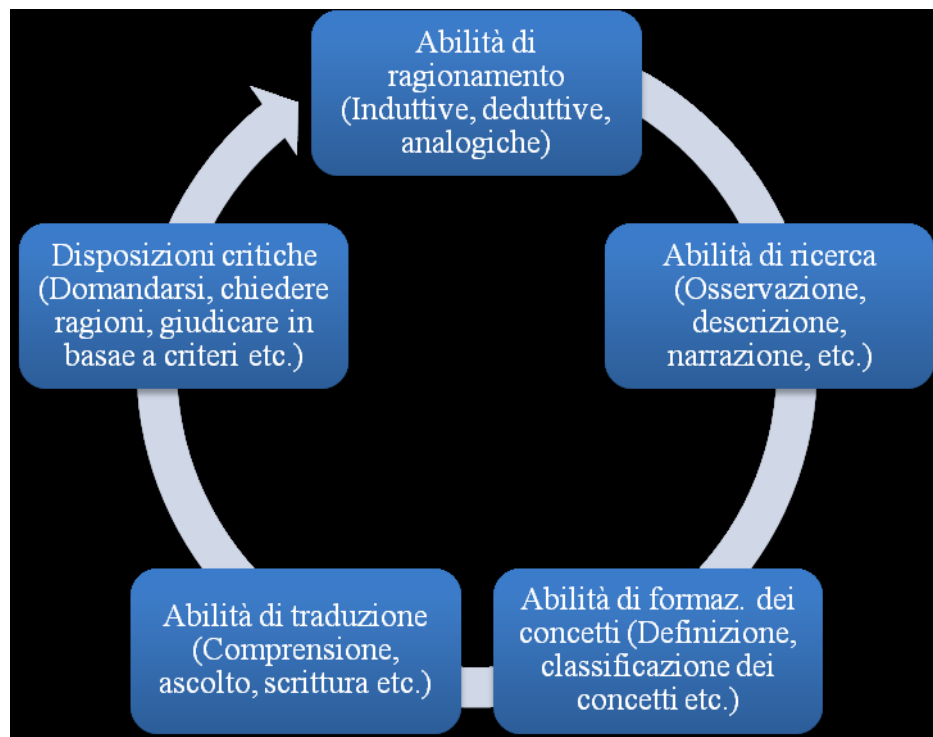 Abilità di
ragionamento
(Induttive, deduttive,
analogiche)
Abilità di ricerca
(Osservazione,
descrizione,
narrazione, etc.)
Abilità di formaz. dei
concetti (Definizione,
classificazione dei
concetti etc.)
Abilità di traduzione
(Comprensione,
ascolto, scrittura etc.)
Disposizioni critiche
(Domandarsi, chiedere
ragioni, giudicare in
basae a criteri etc.)